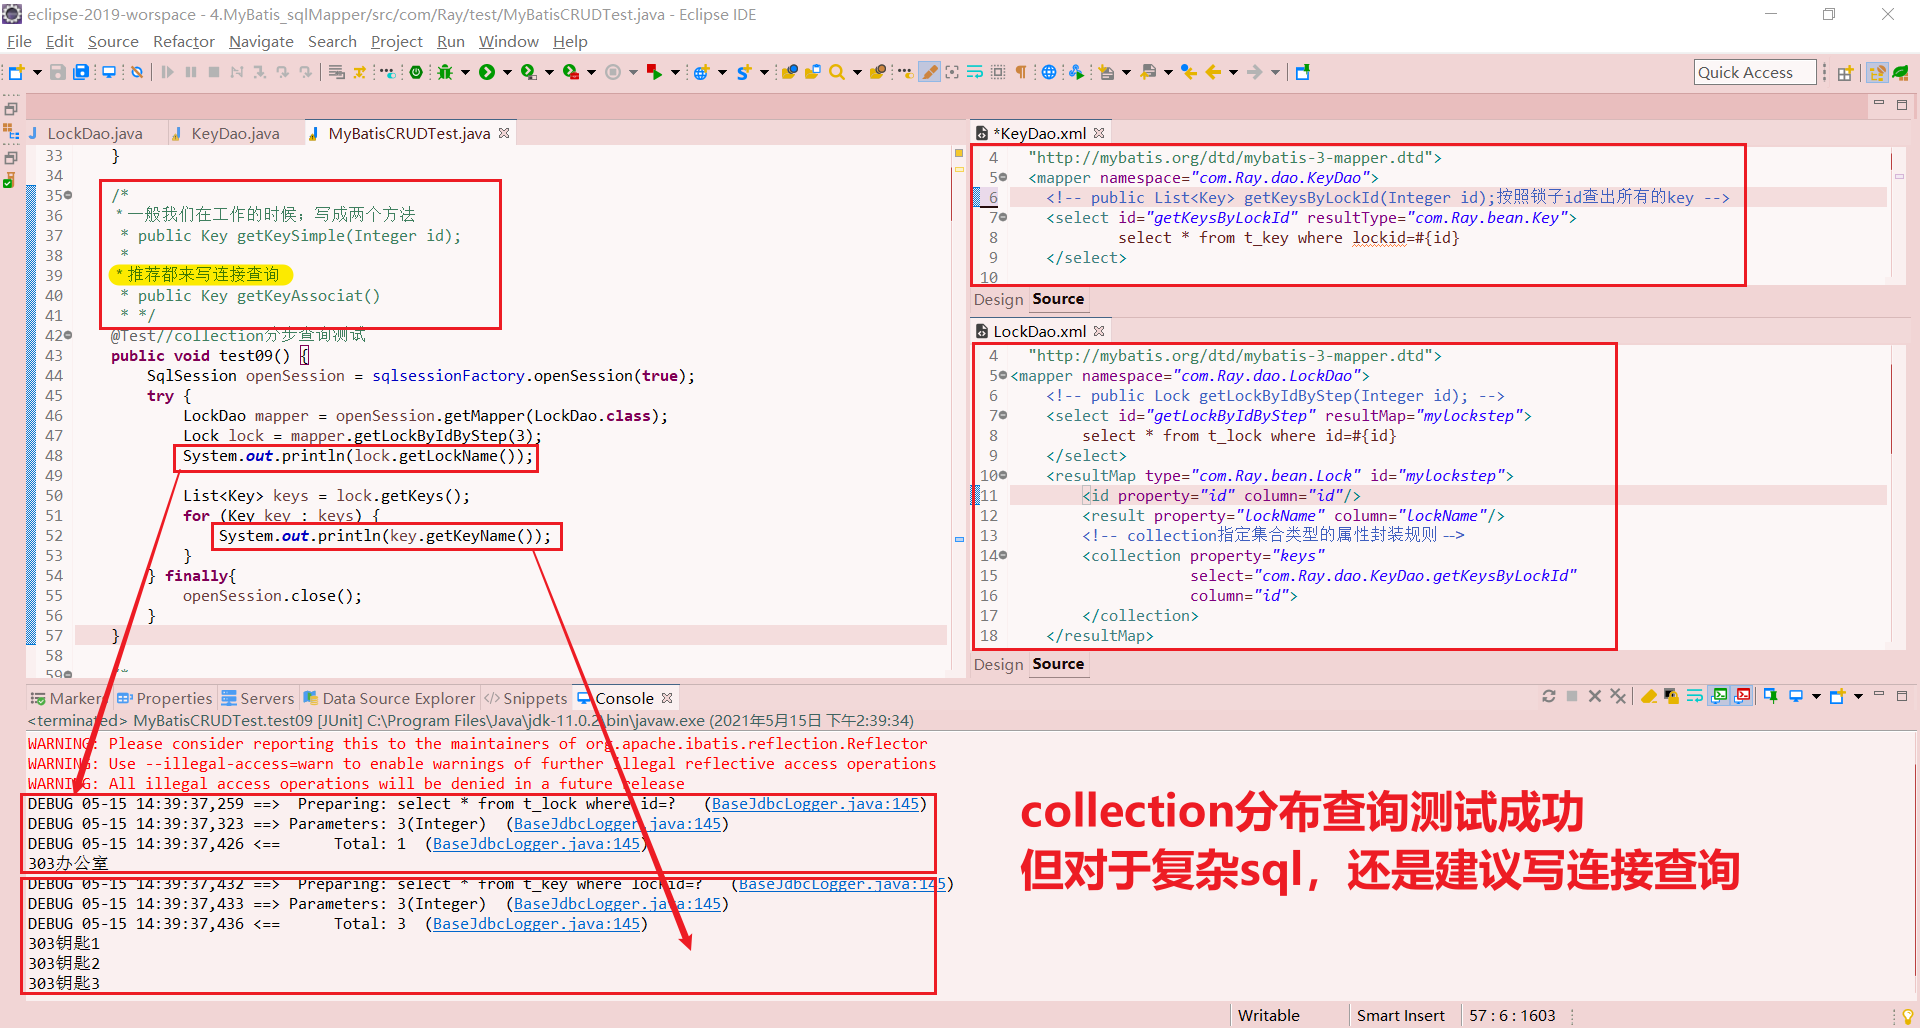 eclipse-2019-worspace - 4.MyBatis_sqlMapper/src/com/Ray/test/MyBatisCRUDTest.java - Eclipse IDE
File Edit Source Refactor Navigate Search Project Run Window Help
Quick Access
LockDao.java KeyDao.java MyBatisCRUDTest.java
33 }
34
35 /*
36 * 一般我们在工作的时候；写成两个方法
37 * public Key getKeySimple(Integer id);
38 *
39 * 推荐都来写连接查询
40 * public Key getKeyAssociat()
41 * */
42 @Test//collection分步查询测试
43 public void test09() {
44 SqlSession openSession = sqlsessionFactory.openSession(true);
45 try {
46 LockDao mapper = openSession.getMapper(LockDao.class);
47 Lock lock = mapper.getLockByIdByStep(3);
48 System.out.println(lock.getLockName());
49
50 List<Key> keys = lock.getKeys();
51 for (Key key : keys) {
52 System.out.println(key.getKeyName());
53 }
54 } finally{
55 openSession.close();
56 }
57 }
58
59
*KeyDao.xml
4 "http://mybatis.org/dtd/mybatis-3-mapper.dtd">
5 <mapper namespace="com.Ray.dao.KeyDao">
6 <!-- public List<Key> getKeysByLockId(Integer id);按照锁子id查出所有的key -->
7 <select id="getKeysByLockId" resultType="com.Ray.bean.Key">
8 select * from t_key where lockid=#{id}
9 </select>
10
Design Source
LockDao.xml
4 "http://mybatis.org/dtd/mybatis-3-mapper.dtd">
5 <mapper namespace="com.Ray.dao.LockDao">
6 <!-- public Lock getLockByIdByStep(Integer id); -->
7 <select id="getLockByIdByStep" resultMap="mylockstep">
8 select * from t_lock where id=#{id}
9 </select>
10 <resultMap type="com.Ray.bean.Lock" id="mylockstep">
11 <id property="id" column="id"/>
12 <result property="lockName" column="lockName"/>
13 <!-- collection指定集合类型的属性封装规则 -->
14 <collection property="keys"
15 select="com.Ray.dao.KeyDao.getKeysByLockId"
16 column="id">
17 </collection>
18 </resultMap>
Design Source
Marker Properties Servers Data Source Explorer Snippets Console
<terminated> MyBatisCRUDTest.test09 [JUnit] C:\Program Files\Java\jdk-11.0.2\bin\javaw.exe (2021年5月15日 下午2:39:34)
WARNING: Please consider reporting this to the maintainers of org.apache.ibatis.reflection.Reflector
WARNING: Use --illegal-access=warn to enable warnings of further illegal reflective access operations
WARNING: All illegal access operations will be denied in a future release
DEBUG 05-15 14:39:37,259 ==>  Preparing: select * from t_lock where id=?   (BaseJdbcLogger.java:145)
DEBUG 05-15 14:39:37,323 ==> Parameters: 3(Integer)  (BaseJdbcLogger.java:145)
DEBUG 05-15 14:39:37,426 <==      Total: 1  (BaseJdbcLogger.java:145)
303办公室
DEBUG 05-15 14:39:37,432 ==>  Preparing: select * from t_key where lockid=?   (BaseJdbcLogger.java:145)
DEBUG 05-15 14:39:37,433 ==> Parameters: 3(Integer)  (BaseJdbcLogger.java:145)
DEBUG 05-15 14:39:37,436 <==      Total: 3  (BaseJdbcLogger.java:145)
303钥匙1
303钥匙2
303钥匙3
collection分布查询测试成功
但对于复杂sql，还是建议写连接查询
Writable Smart Insert 57 : 6 : 1603